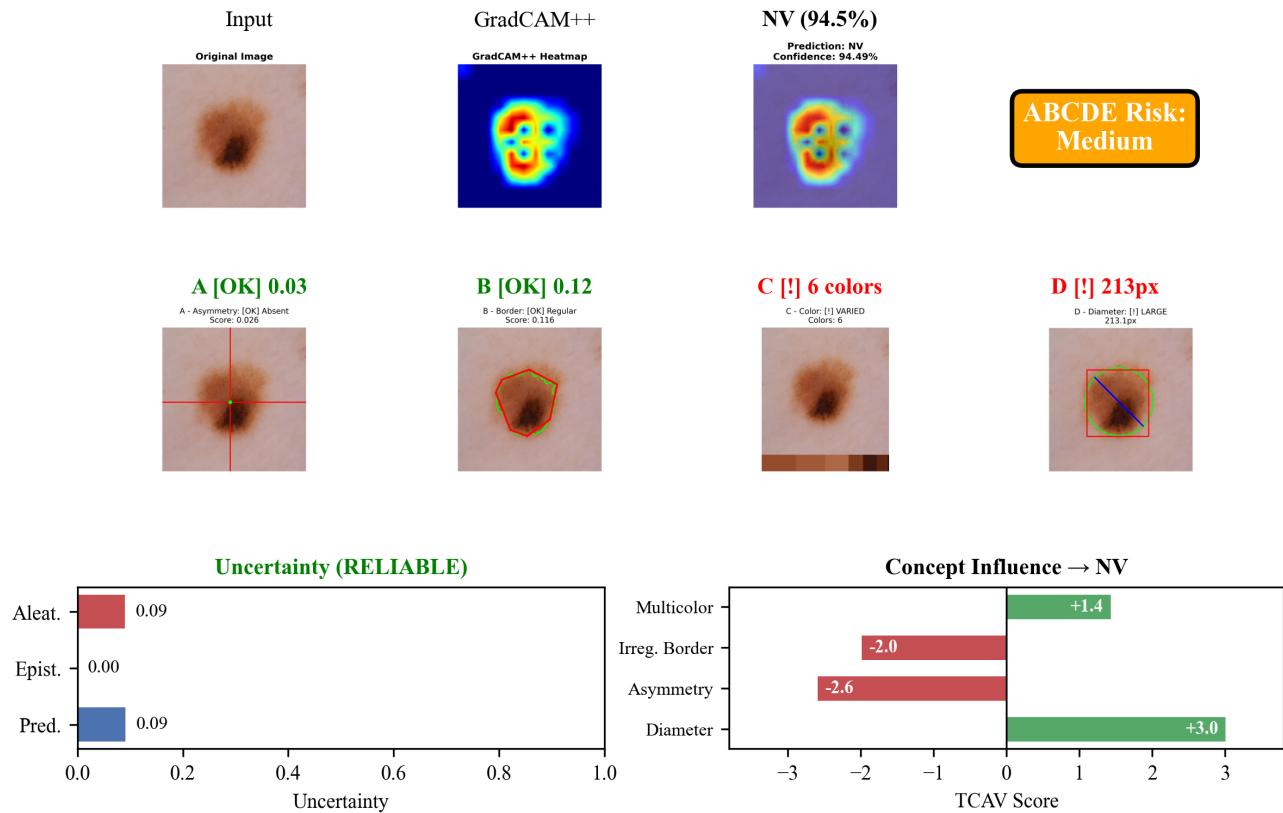 Input
GradCAM++
NV (94.5%)
Original Image
GradCAM++ Heatmap
Prediction: NV
Confidence: 94.49%
ABCDE Risk:
Medium
A [OK] 0.03
B [OK] 0.12
C [!] 6 colors
D [!] 213px
A - Asymmetry: [OK] Absent
Score: 0.026
B - Border: [OK] Regular
Score: 0.116
C - Color: [!] VARIED
Colors: 6
D - Diameter: [!] LARGE
213.1px
Uncertainty (RELIABLE)
Aleat.
0.09
Epist.
0.00
Pred.
0.09
0.0
0.2
0.4
0.6
0.8
1.0
Uncertainty
Concept Influence → NV
Multicolor
+1.4
Irreg. Border
-2.0
Asymmetry
-2.6
Diameter
+3.0
−3
−2
−1
0
1
2
3
TCAV Score